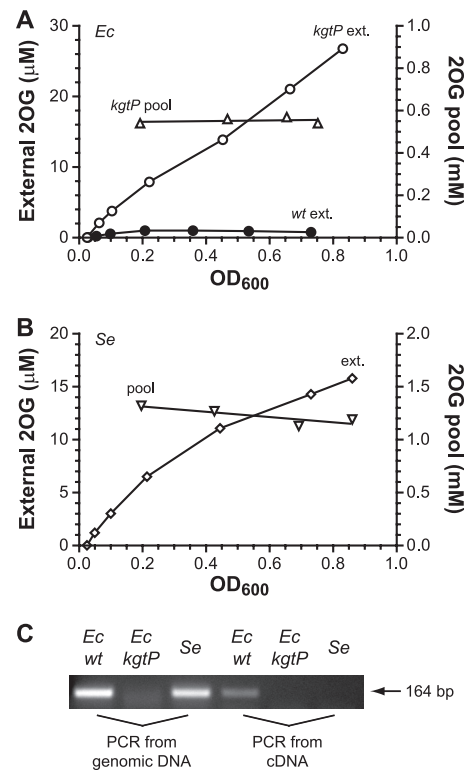 A
Ec
kgtP ext.
kgtP pool
wt ext.
External 2OG (μM)
30
20
10
0
2OG pool (mM)
1.0
0.8
0.6
0.4
0.2
0.0
0.0 0.2 0.4 0.6 0.8 1.0
OD600
B
Se
pool
ext.
External 2OG (μM)
20
15
10
5
0
2OG pool (mM)
2.0
1.5
1.0
0.5
0.0
0.0 0.2 0.4 0.6 0.8 1.0
OD600
C
Ec wt
Ec kgtP
Se
Ec wt
Ec kgtP
Se
164 bp
PCR from genomic DNA
PCR from cDNA